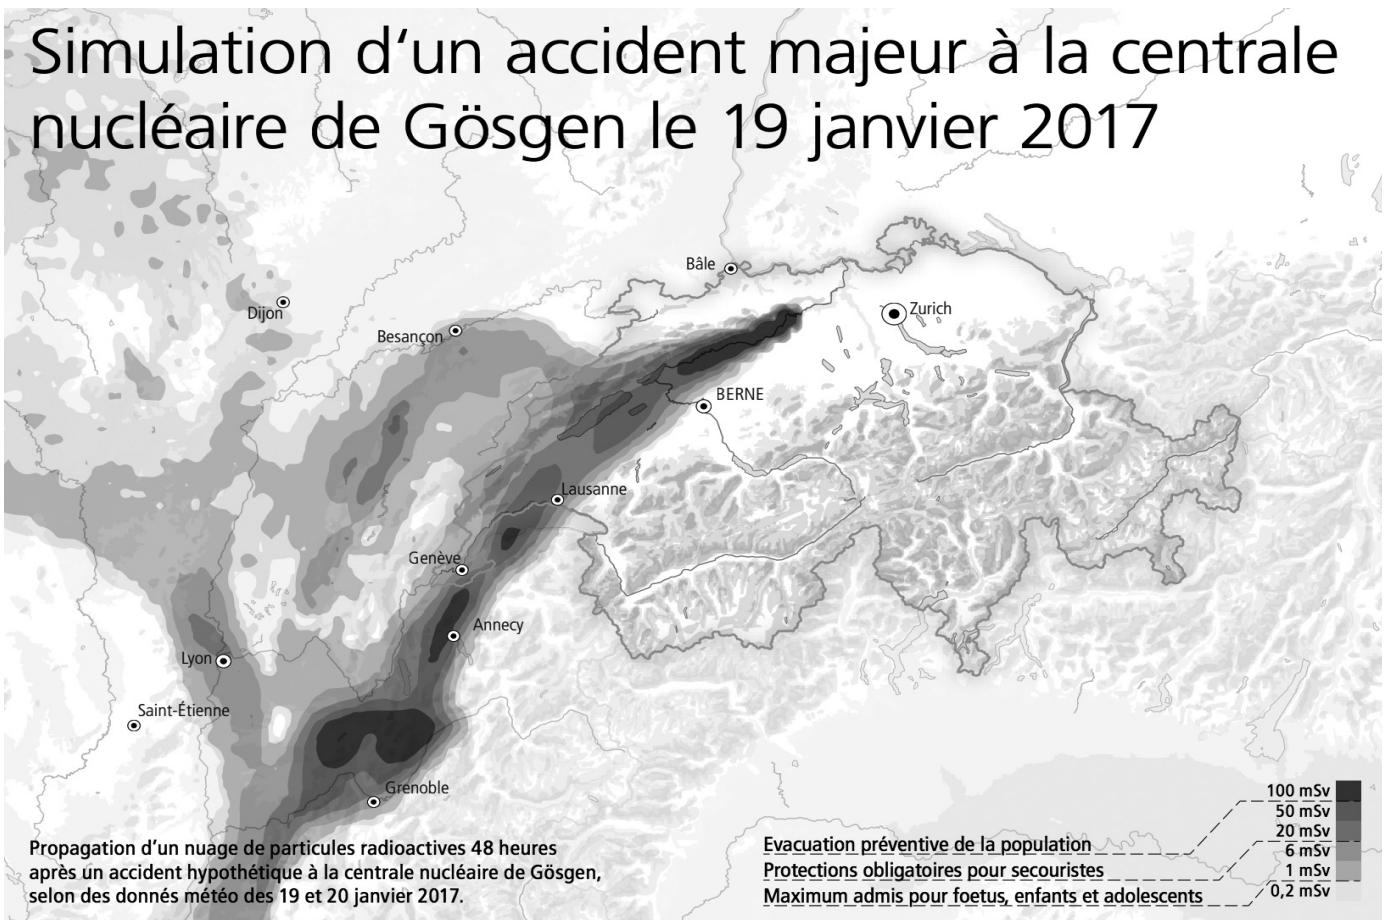 Simulation d‘un accident majeur à la centrale
nucléaire de Gösgen le 19 janvier 2017
Bâle
Zurich
Dijon
Besançon
BERNE
Lausanne
Genève
Annecy
Lyon
Saint-Étienne
Grenoble
Propagation d’un nuage de particules radioactives 48 heures
après un accident hypothétique à la centrale nucléaire de Gösgen,
selon des donnés météo des 19 et 20 janvier 2017.
100 mSv
50 mSv
20 mSv
6 mSv
1 mSv
0,2 mSv
Evacuation préventive de la population
Protections obligatoires pour secouristes
Maximum admis pour foetus, enfants et adolescents